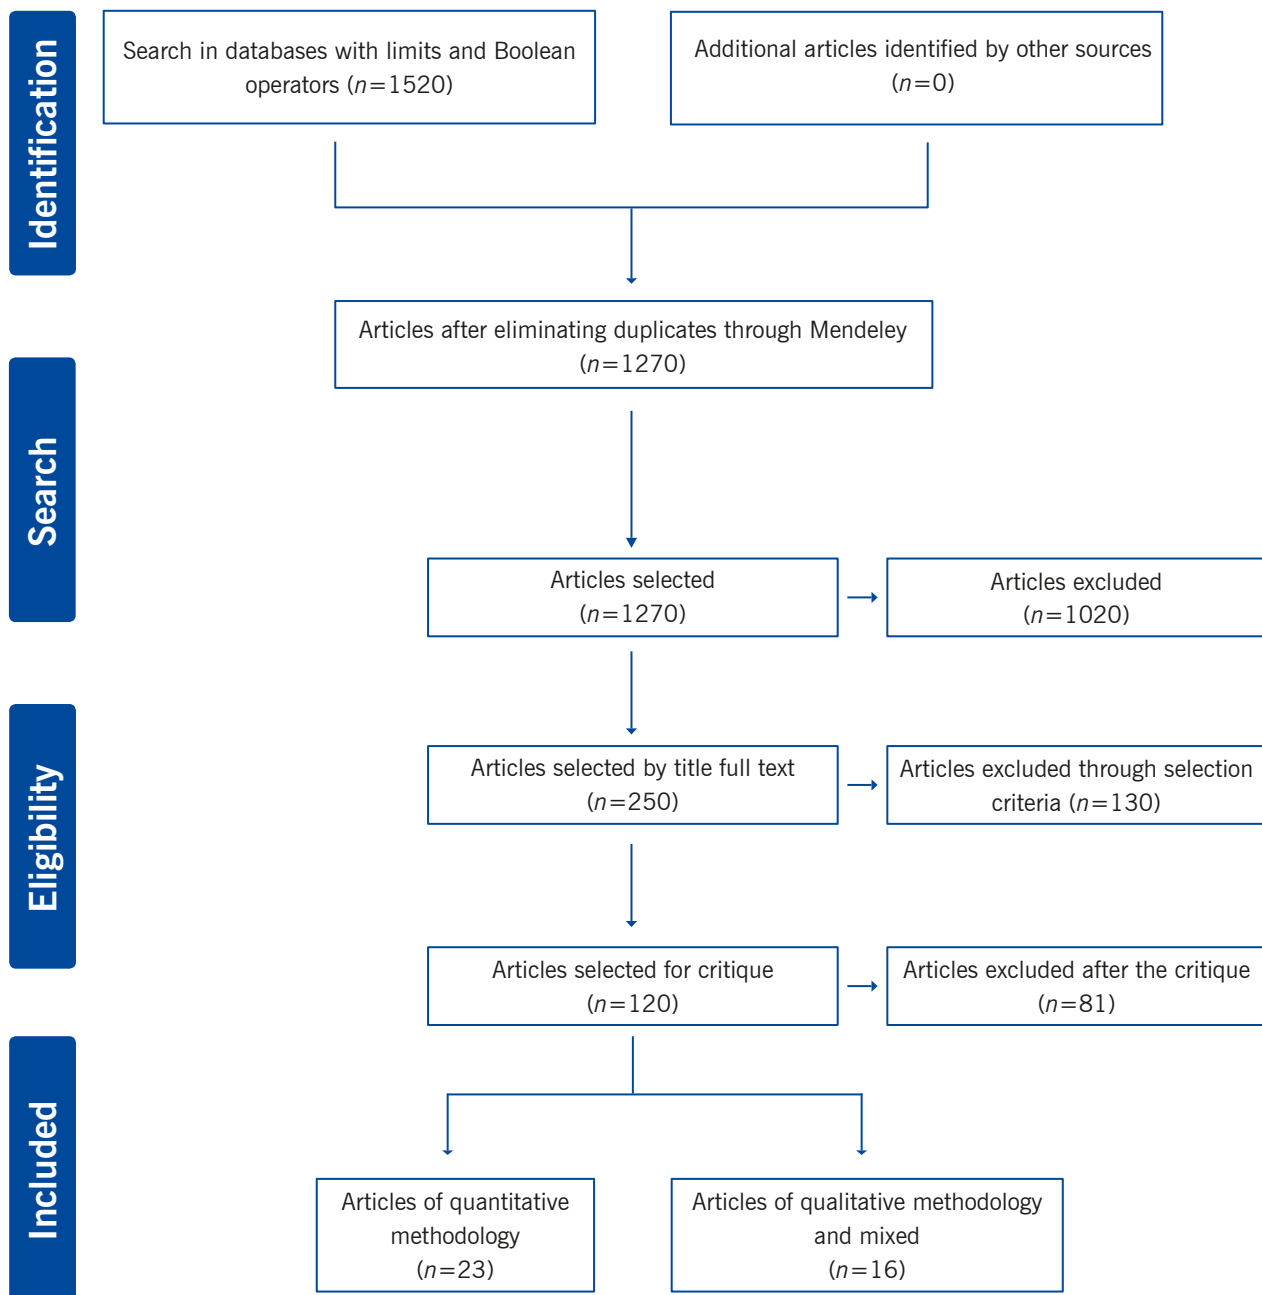 Identification
Search in databases with limits and Boolean
operators (n=1520)
Additional articles identified by other sources
(n=0)
Articles after eliminating duplicates through Mendeley
(n=1270)
Search
Articles selected
(n=1270)
Articles excluded
(n=1020)
Eligibility
Articles selected by title full text
(n=250)
Articles excluded through selection
criteria (n=130)
Articles selected for critique
(n=120)
Articles excluded after the critique
(n=81)
Included
Articles of quantitative
methodology
(n=23)
Articles of qualitative methodology
and mixed
(n=16)